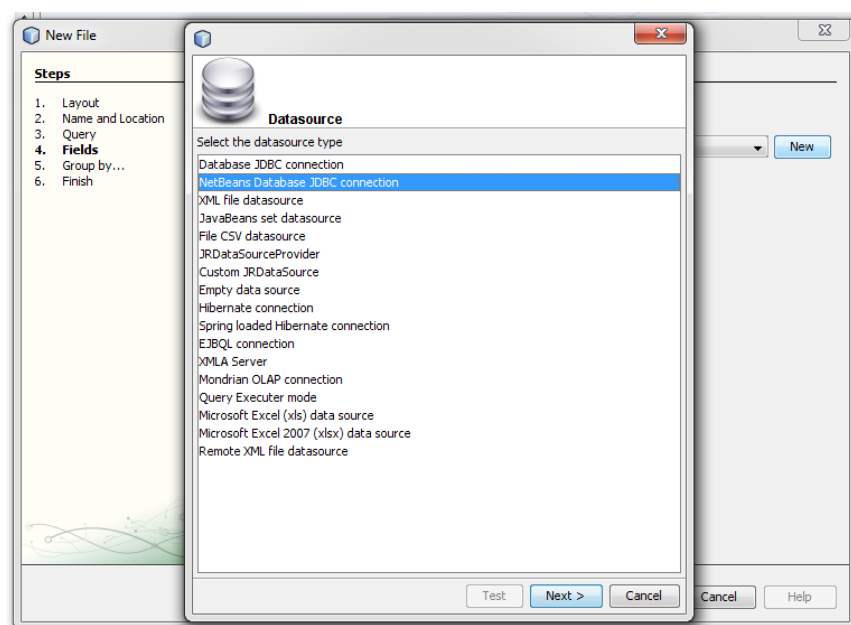 New File
Steps
1. Layout
2. Name and Location
3. Query
4. Fields
5. Group by...
6. Finish
New
Cancel
Help
Datasource
Select the datasource type
Database JDBC connection
NetBeans Database JDBC connection
XML file datasource
JavaBeans set datasource
File CSV datasource
JRDataSourceProvider
Custom JRDataSource
Empty data source
Hibernate connection
Spring loaded Hibernate connection
EJBQL connection
XMLA Server
Mondrian OLAP connection
Query Executer mode
Microsoft Excel (xls) data source
Microsoft Excel 2007 (xlsx) data source
Remote XML file datasource
Test
Next >
Cancel